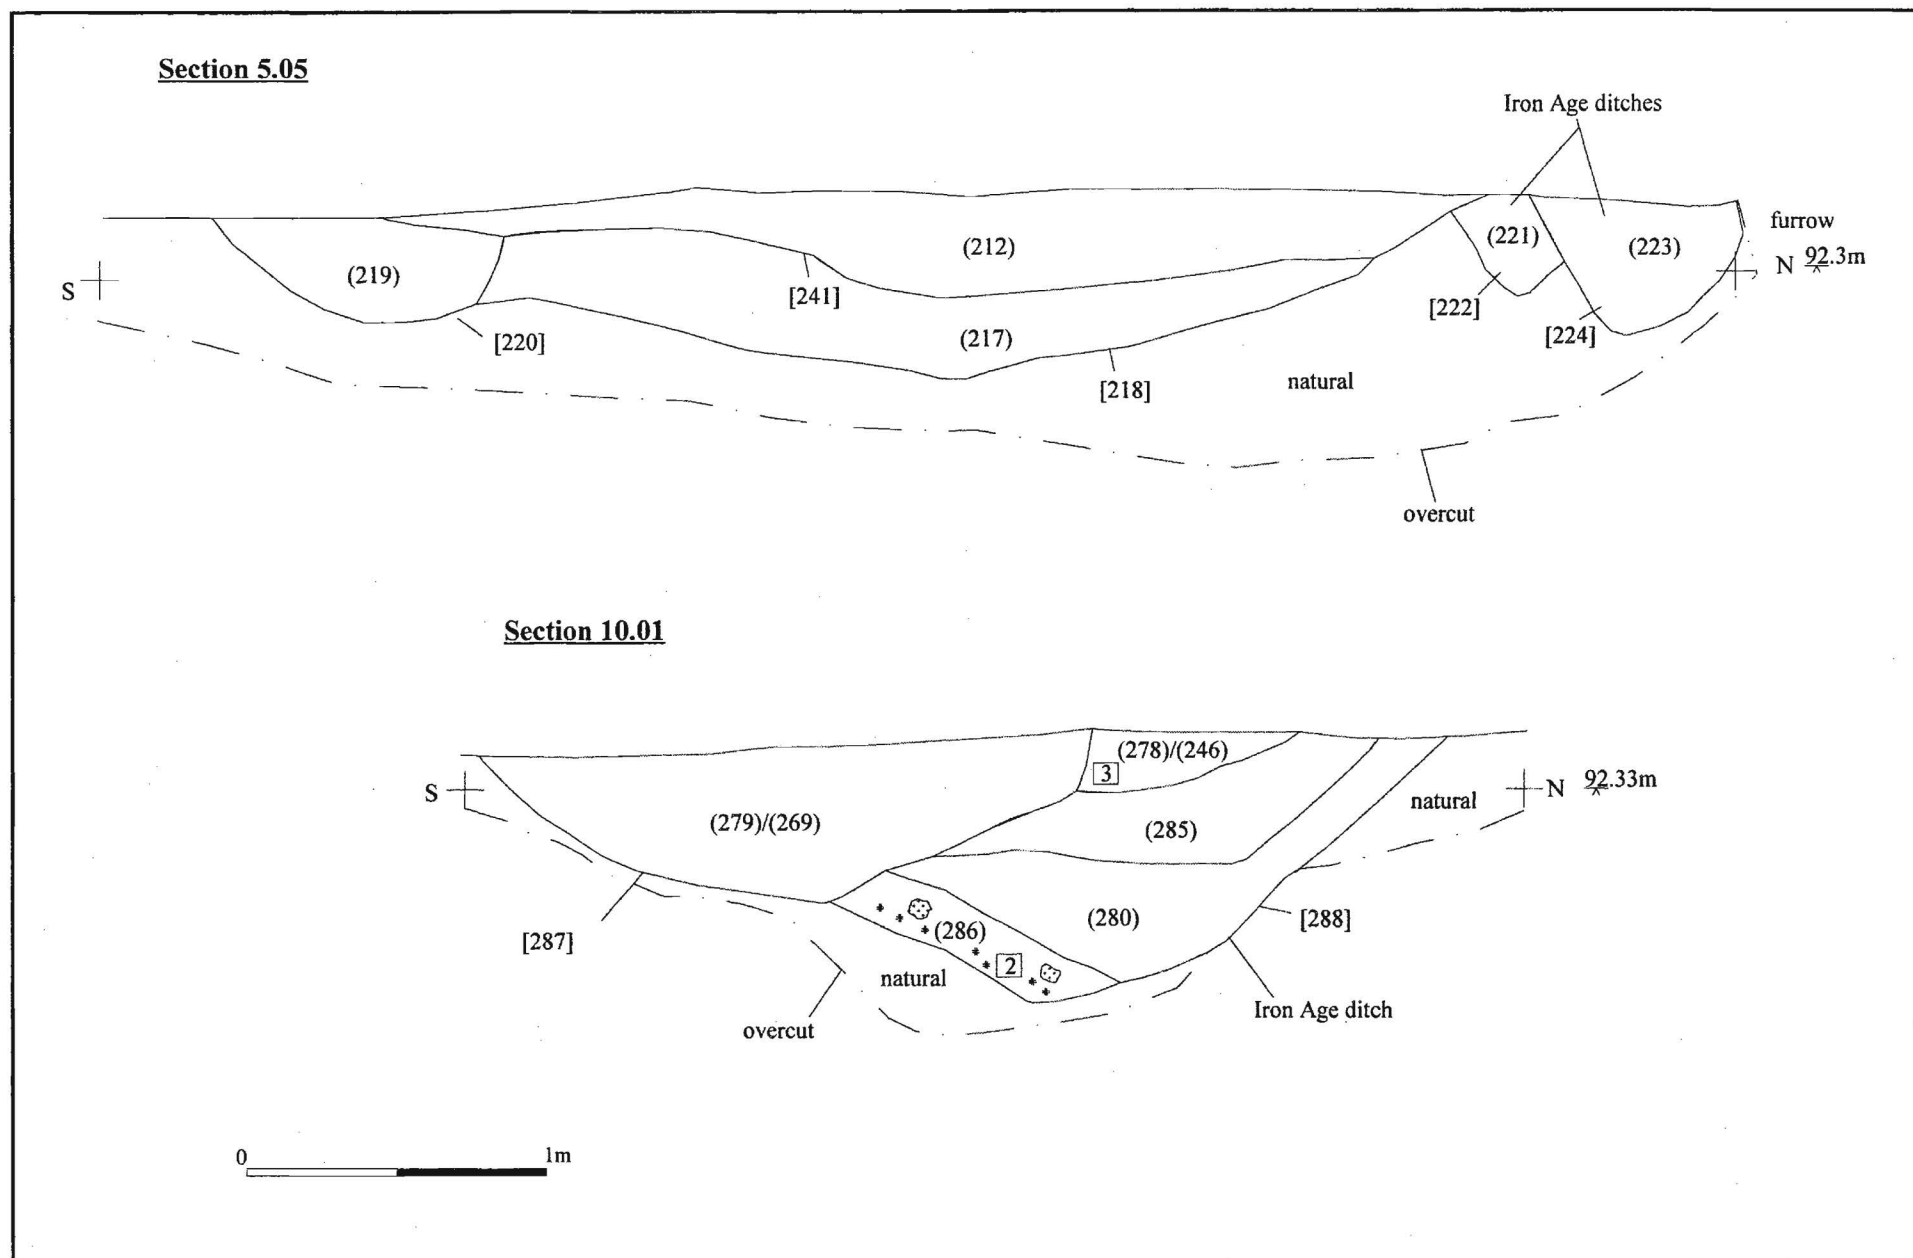 Section 5.05
Iron Age ditches
(219)
(212)
(221)
(223)
furrow
S
[241]
[222]
N 92.3m
[220]
(217)
[224]
[218]
natural
overcut
Section 10.01
(278)/(246)
3
S
N 92.33m
(279)/(269)
(285)
natural
[287]
(286)
(280)
[288]
2
natural
overcut
Iron Age ditch
0 1m